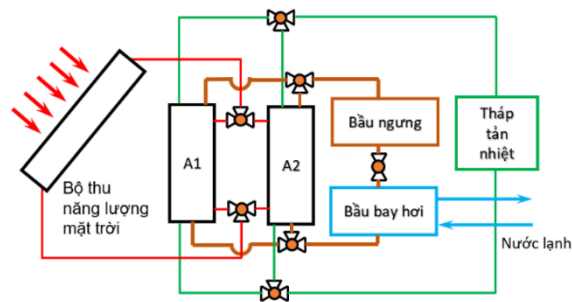 A1
A2
Bầu ngưng
Tháp
tản
nhiệt
Bộ thu
năng lượng
mặt trời
Bầu bay hơi
Nước lạnh